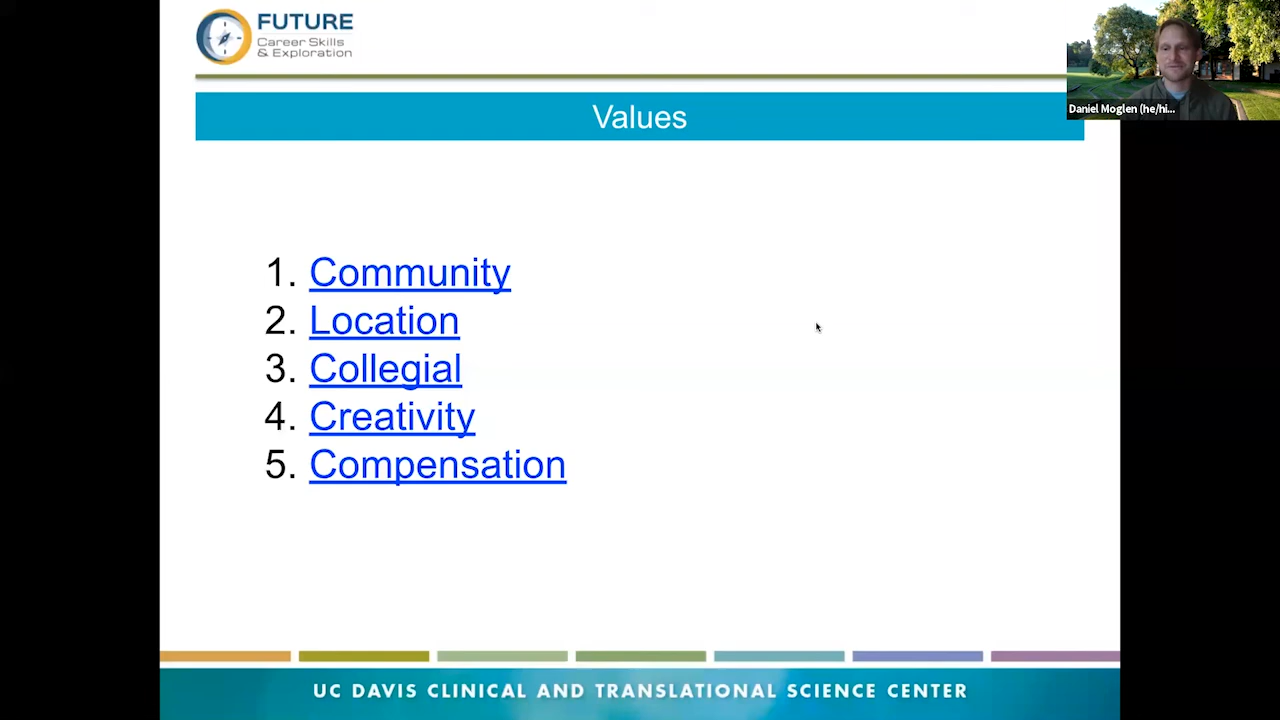 FUTURE
Career Skills
& Exploration
Daniel Moglen (he/hi...
Values
1. Community
2. Location
3. Collegial
4. Creativity
5. Compensation
UC DAVIS CLINICAL AND TRANSLATIONAL SCIENCE CENTER